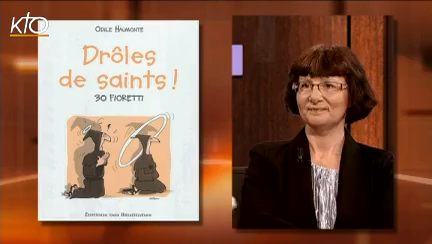 kto
ODILE HAUMONTÉ
Drôles
de saints !
30 FIORETTI
ÉDITIONS DES BÉATITUDES